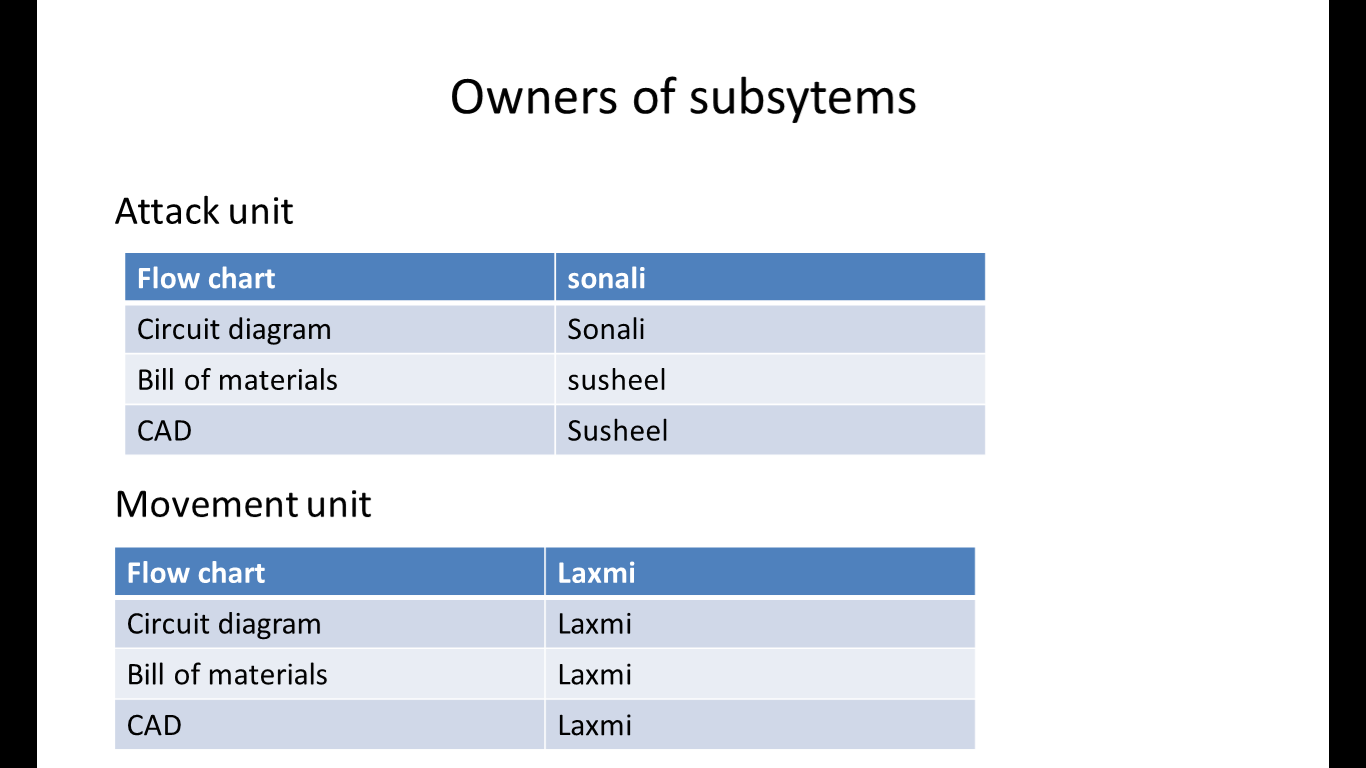 Owners of subsytems
Attack unit
Flow chart sonali
Circuit diagram Sonali
Bill of materials susheel
CAD Susheel
Movement unit
Flow chart Laxmi
Circuit diagram Laxmi
Bill of materials Laxmi
CAD Laxmi